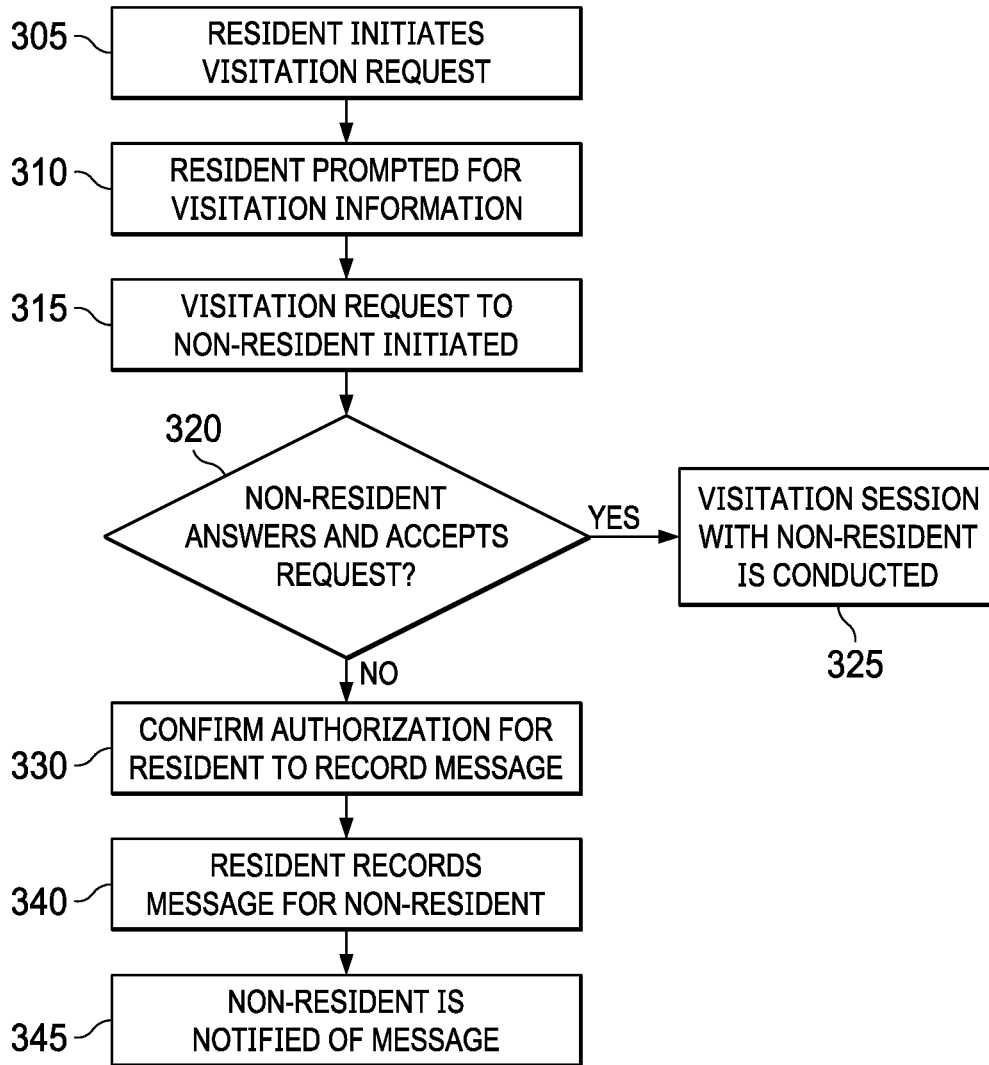 305
RESIDENT INITIATES
VISITATION REQUEST
310
RESIDENT PROMPTED FOR
VISITATION INFORMATION
315
VISITATION REQUEST TO
NON-RESIDENT INITIATED
320
NON-RESIDENT
ANSWERS AND ACCEPTS
REQUEST?
YES
VISITATION SESSION
WITH NON-RESIDENT
IS CONDUCTED
325
NO
330
CONFIRM AUTHORIZATION FOR
RESIDENT TO RECORD MESSAGE
340
RESIDENT RECORDS
MESSAGE FOR NON-RESIDENT
345
NON-RESIDENT IS
NOTIFIED OF MESSAGE